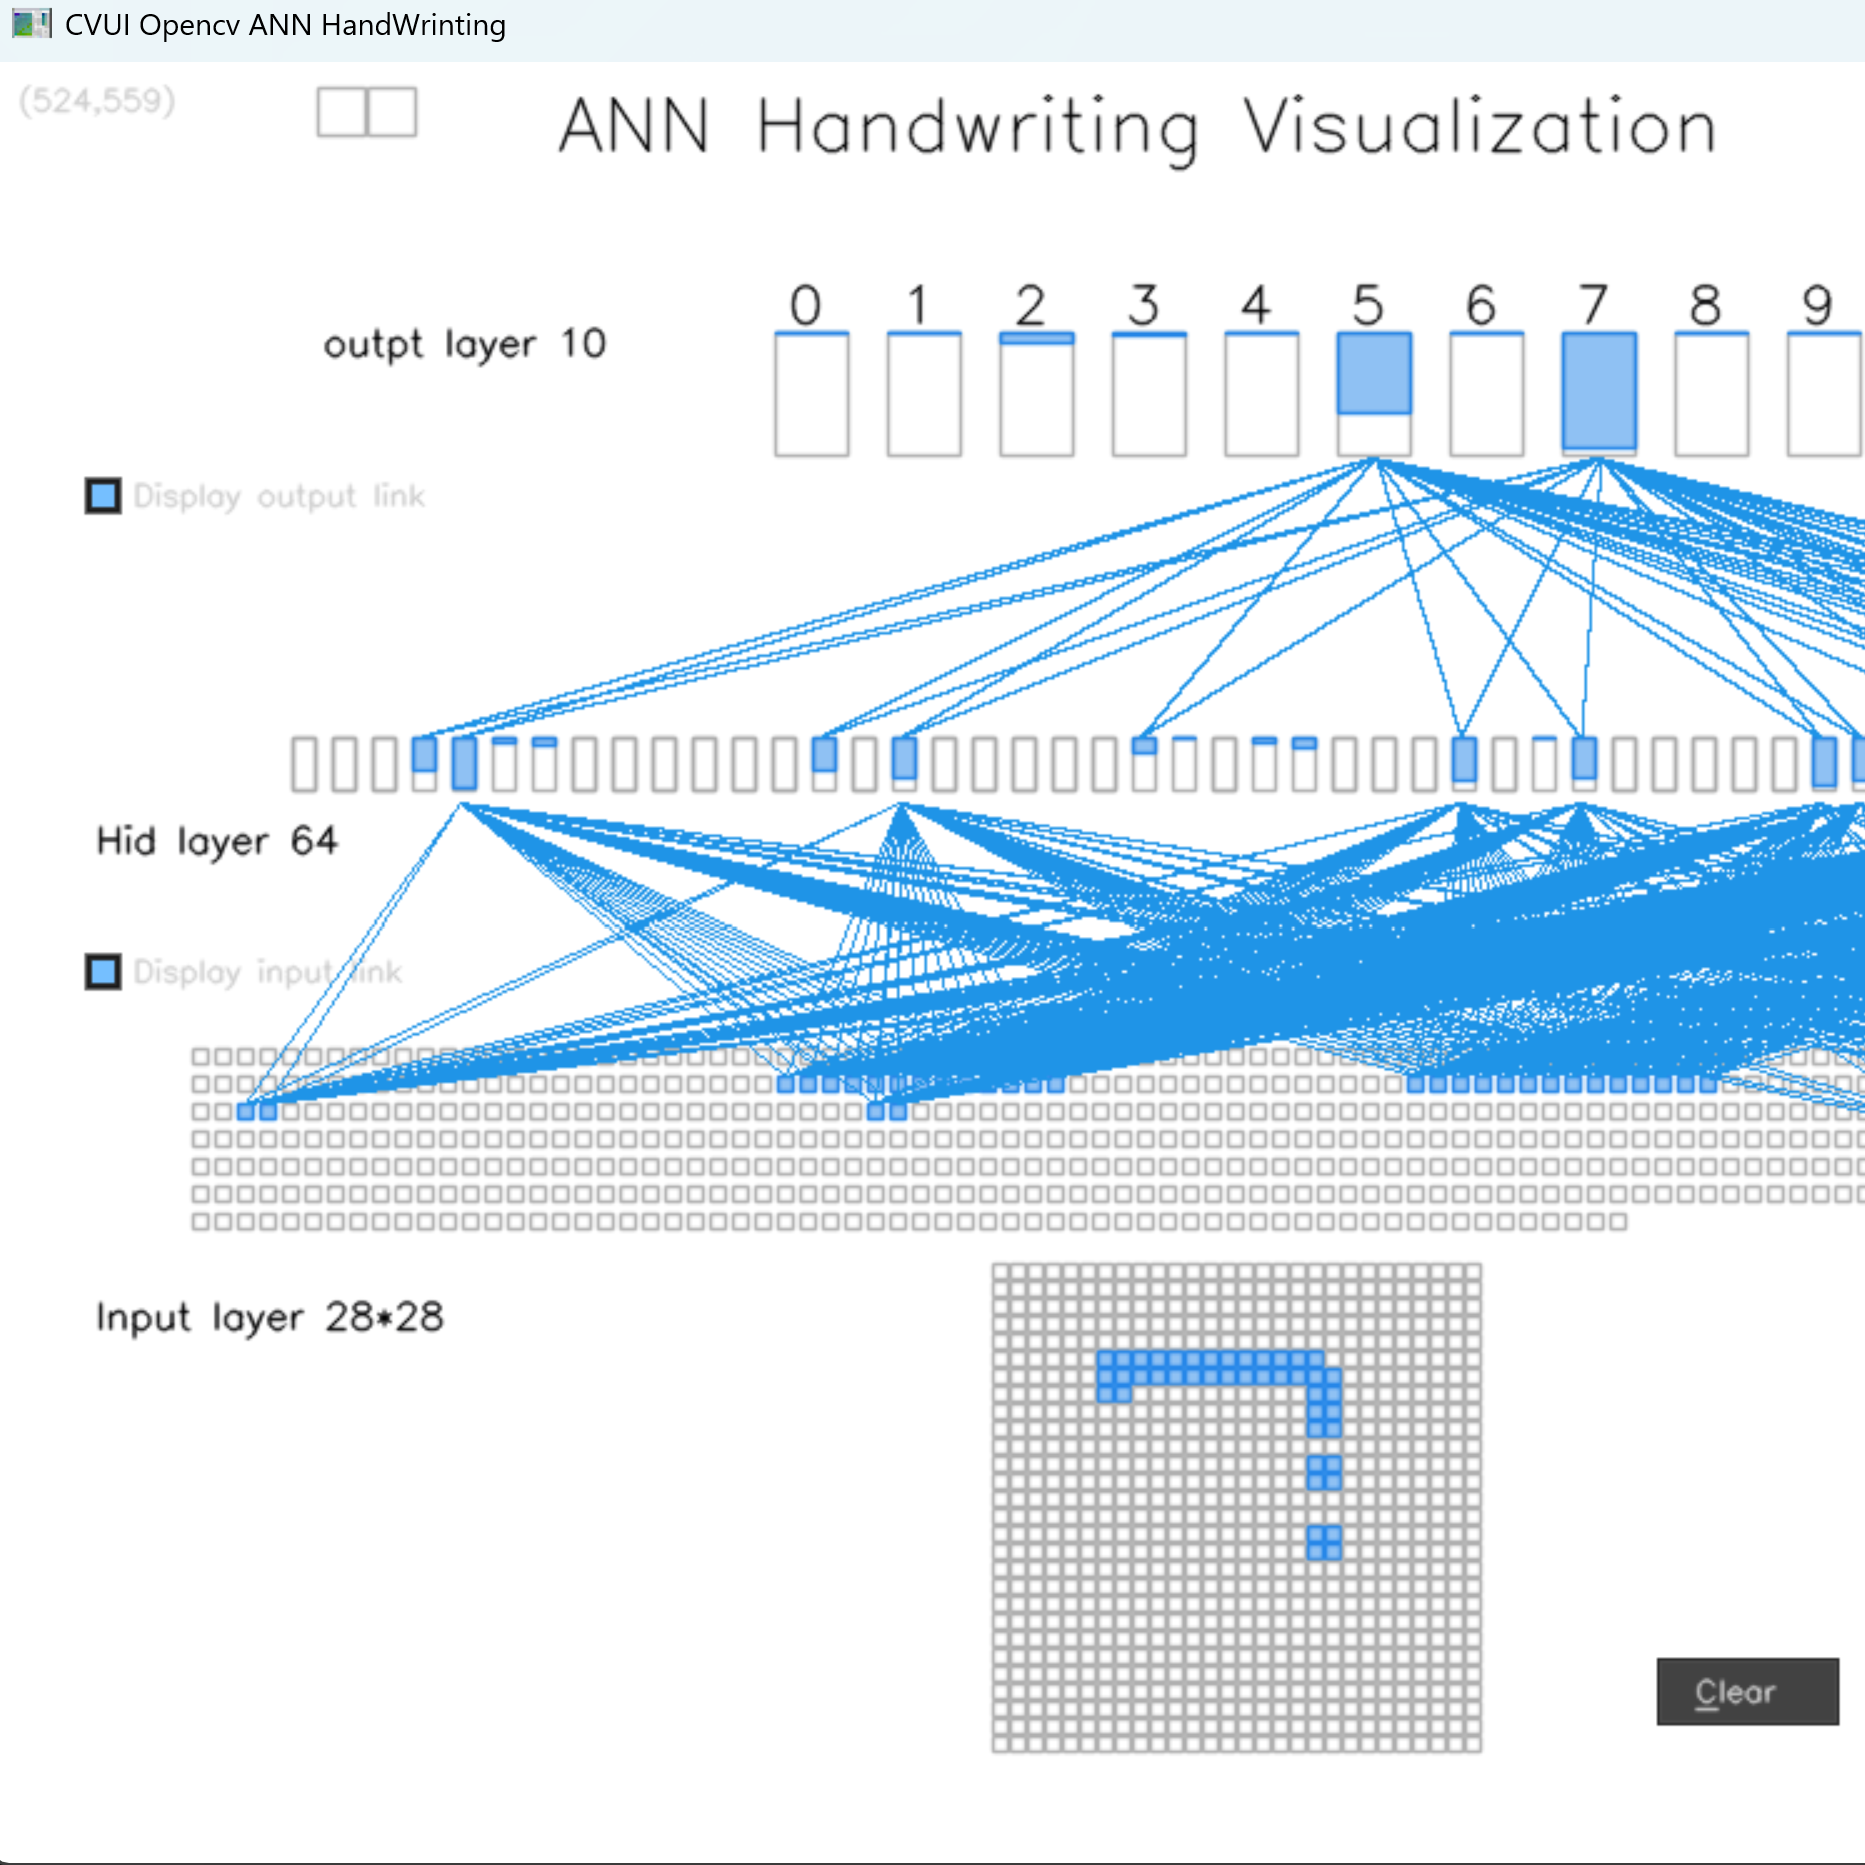 CVUI Opencv ANN HandWrinting
(524,559)
ANN Handwriting Visualization
0 1 2 3 4 5 6 7 8 9
outpt layer 10
Display output link
Hid layer 64
Display input link
Input layer 28*28
Clear